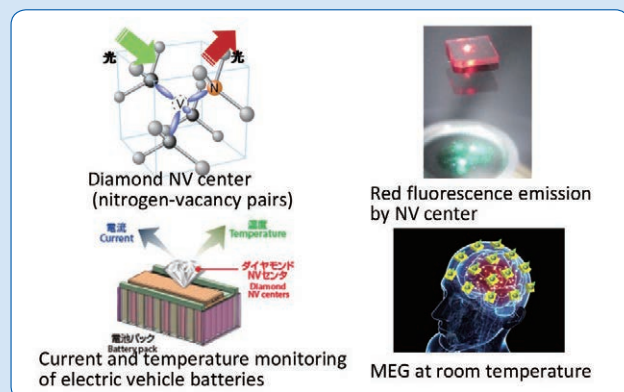 光
光
V
N
Diamond NV center
(nitrogen-vacancy pairs)
Red fluorescence emission
by NV center
電流
Current
温度
Temperature
ダイヤモンド
NVセンタ
Diamond
NV centers
電池パック
Battery pack
Current and temperature monitoring
of electric vehicle batteries
MEG at room temperature